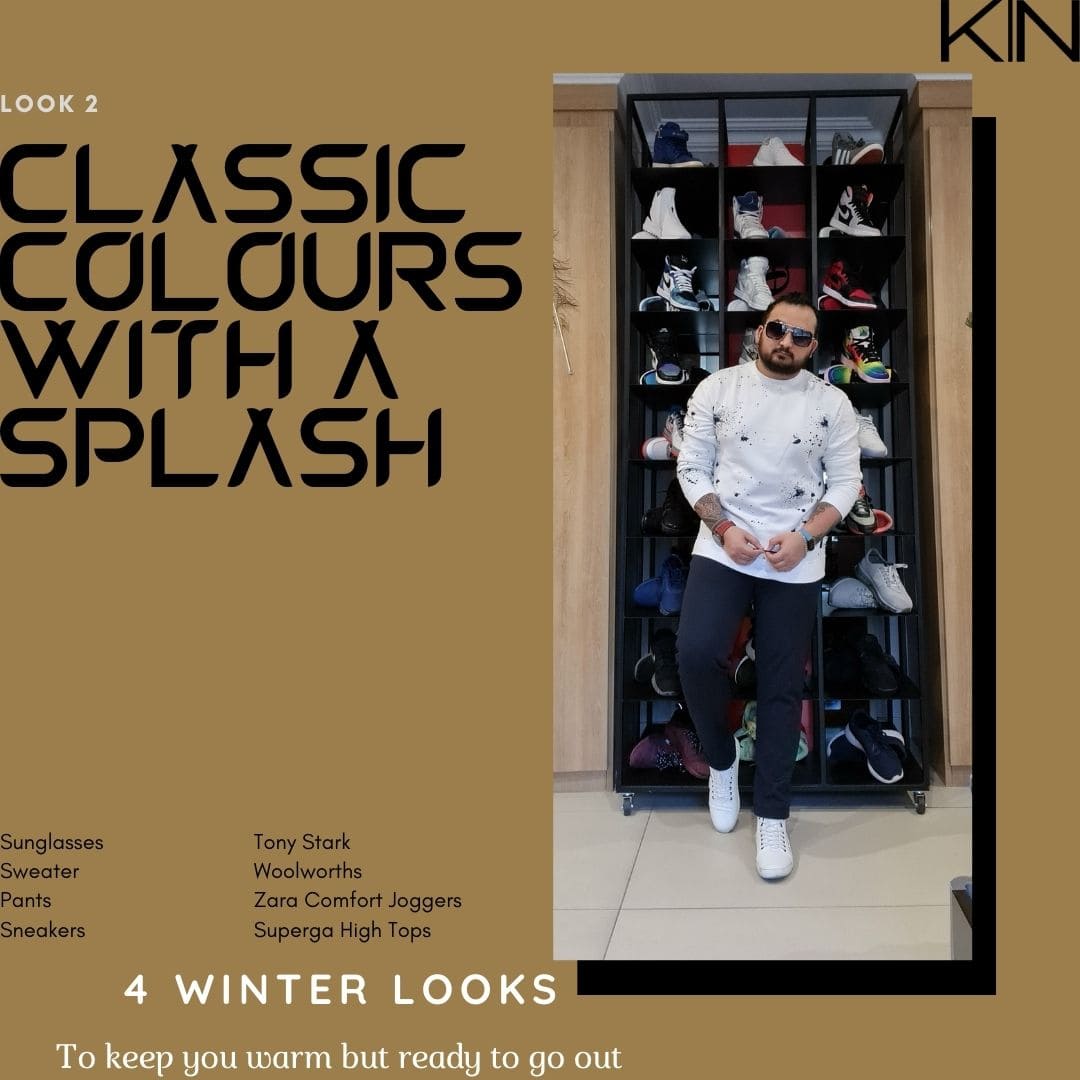 KIN
LOOK 2
CLASSIC
COLOURS
WITH A
SPLASH
Sunglasses Tony Stark
Sweater Woolworths
Pants Zara Comfort Joggers
Sneakers Superga High Tops
4 WINTER LOOKS
To keep you warm but ready to go out